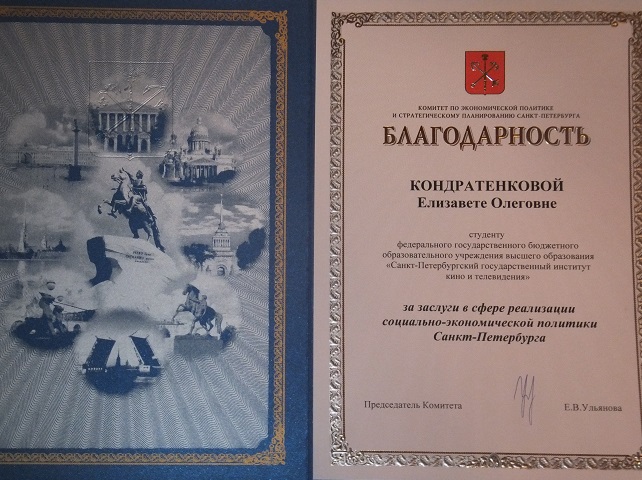 КОМИТЕТ ПО ЭКОНОМИЧЕСКОЙ ПОЛИТИКЕ
И СТРАТЕГИЧЕСКОМУ ПЛАНИРОВАНИЮ САНКТ-ПЕТЕРБУРГА
БЛАГОДАРНОСТЬ
КОНДРАТЕНКОВОЙ
Елизавете Олеговне
студенту
федерального государственного бюджетного
образовательного учреждения высшего образования
«Санкт-Петербургский государственный институт
кино и телевидения»
за заслуги в сфере реализации
социально-экономической политики
Санкт-Петербурга
Председатель Комитета
Е.В.Ульянова